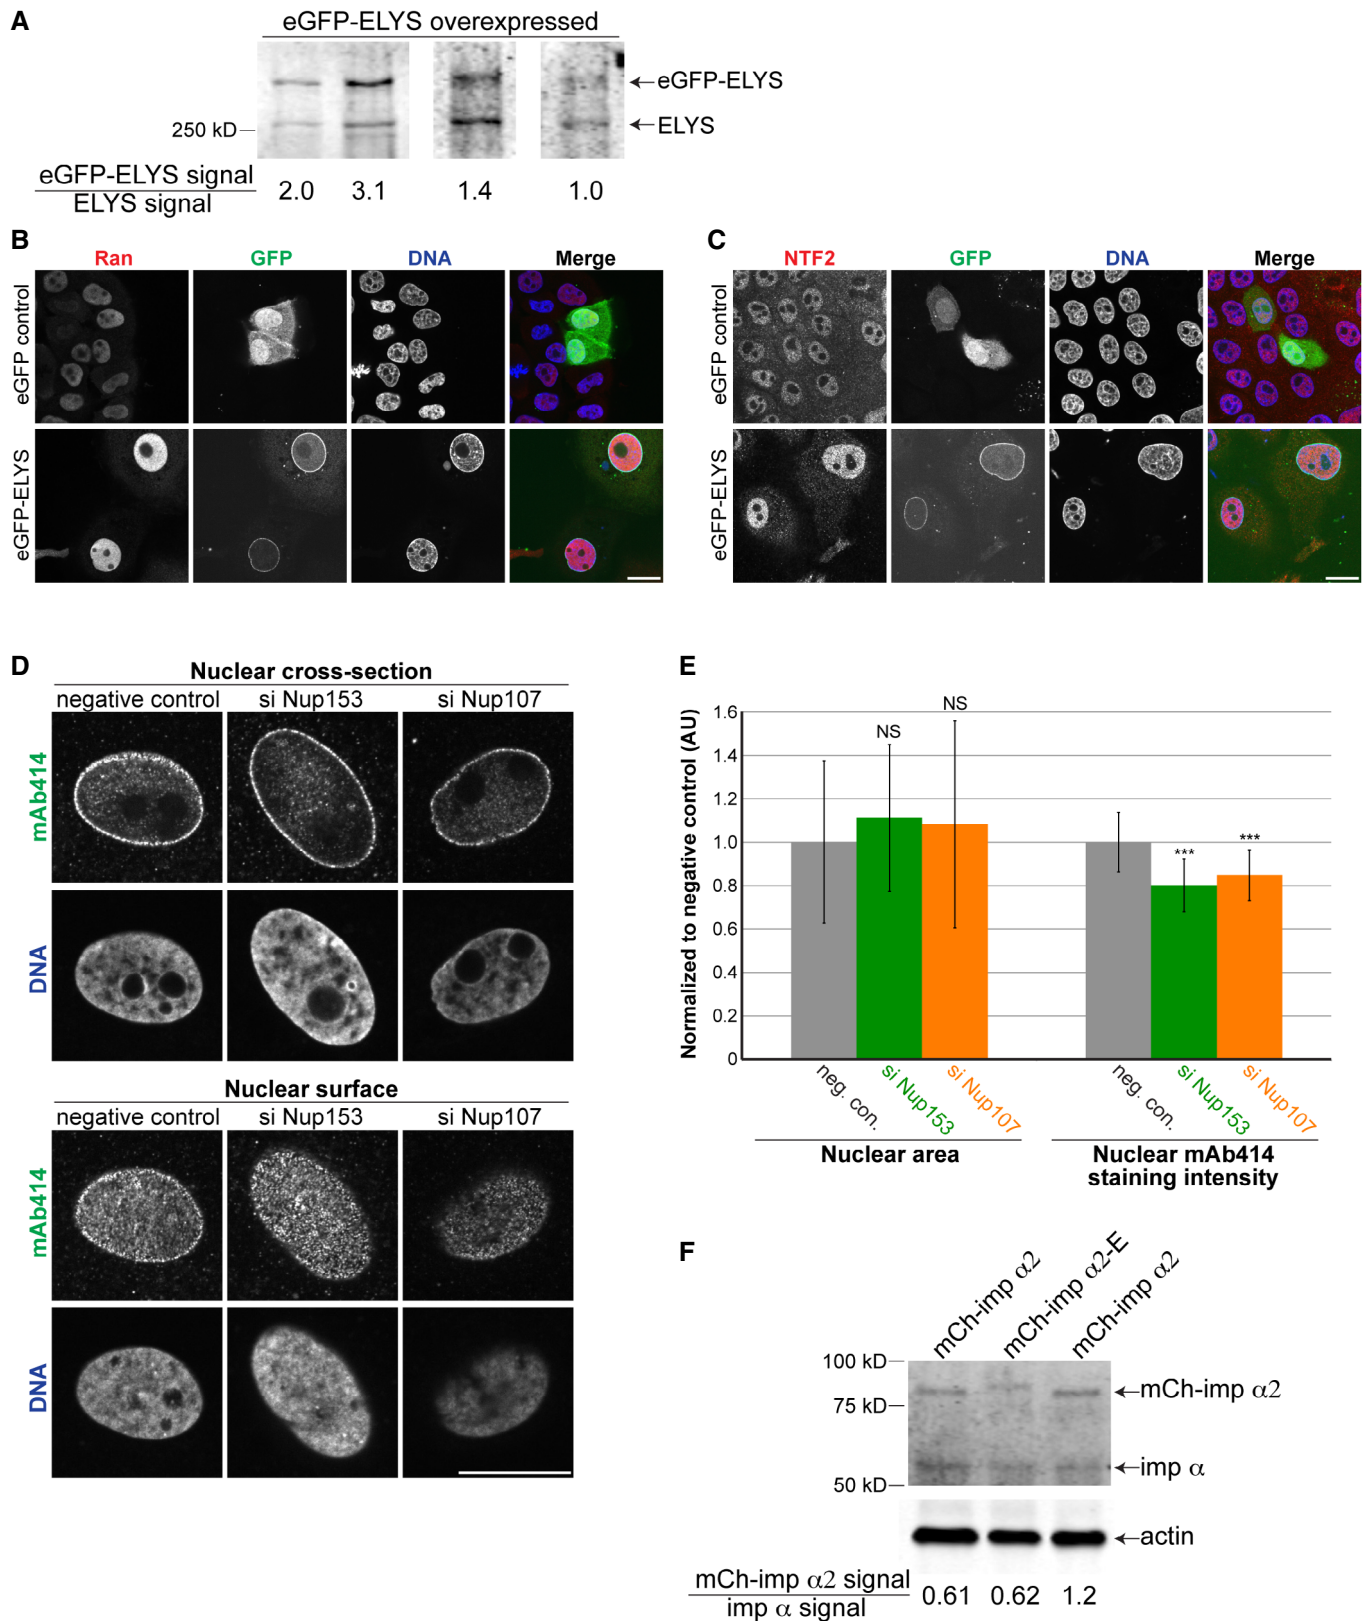 A
eGFP-ELYS overexpressed
←eGFP-ELYS
250 kD
←ELYS
eGFP-ELYS signal
ELYS signal
2.0 3.1 1.4 1.0
B
Ran GFP DNA Merge
eGFP control
eGFP-ELYS
C
NTF2 GFP DNA Merge
eGFP control
eGFP-ELYS
D
Nuclear cross-section
negative control si Nup153 si Nup107
mAb414
DNA
Nuclear surface
negative control si Nup153 si Nup107
mAb414
DNA
E
Normalized to negative control (AU)
1.6
1.4
1.2
1.0
0.8
0.6
0.4
0.2
0
NS
NS
***
***
neg. con. si Nup153 si Nup107
neg. con. si Nup153 si Nup107
Nuclear area
Nuclear mAb414
staining intensity
F
mCh-imp α2 mCh-imp α2-E mCh-imp α2
100 kD
75 kD
50 kD
←mCh-imp α2
←imp α
←actin
mCh-imp α2 signal
imp α signal
0.61 0.62 1.2